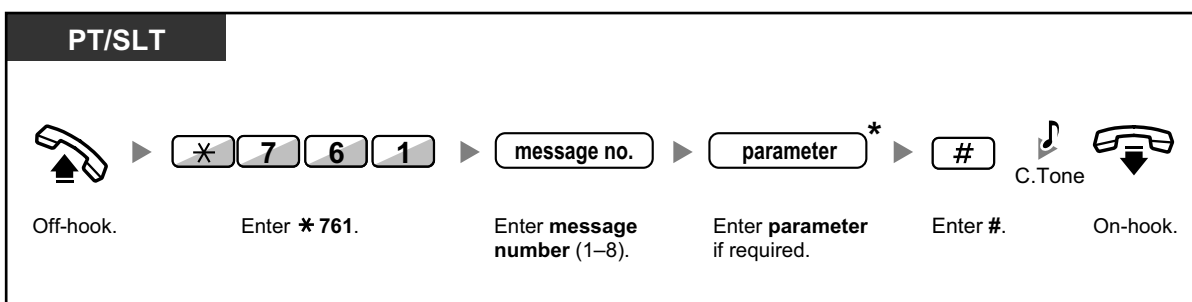 PT/SLT
✳ 7 6 1 message no. parameter * #
C.Tone
Off-hook. Enter ✳ 761. Enter message Enter parameter Enter #. On-hook.
number (1–8). if required.